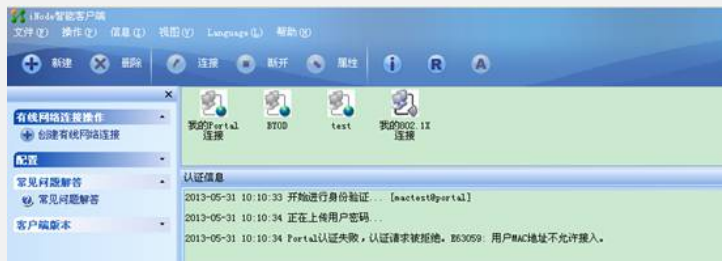 iNode智能客户端
文件(F) 操作(P) 信息(I) 视图(V) Language(L) 帮助(H)
新建 删除 连接 断开 属性 i R A
有线网络连接操作
创建有线网络连接
配置
常见问题解答
常见问题解答
客户端版本
我的Portal连接
BYOD
test
我的802.1X连接
认证信息
2013-05-31 10:10:33 开始进行身份验证... [mactest@portal]
2013-05-31 10:10:34 正在上传用户密码...
2013-05-31 10:10:34 Portal认证失败，认证请求被拒绝。E63059: 用户MAC地址不允许接入。